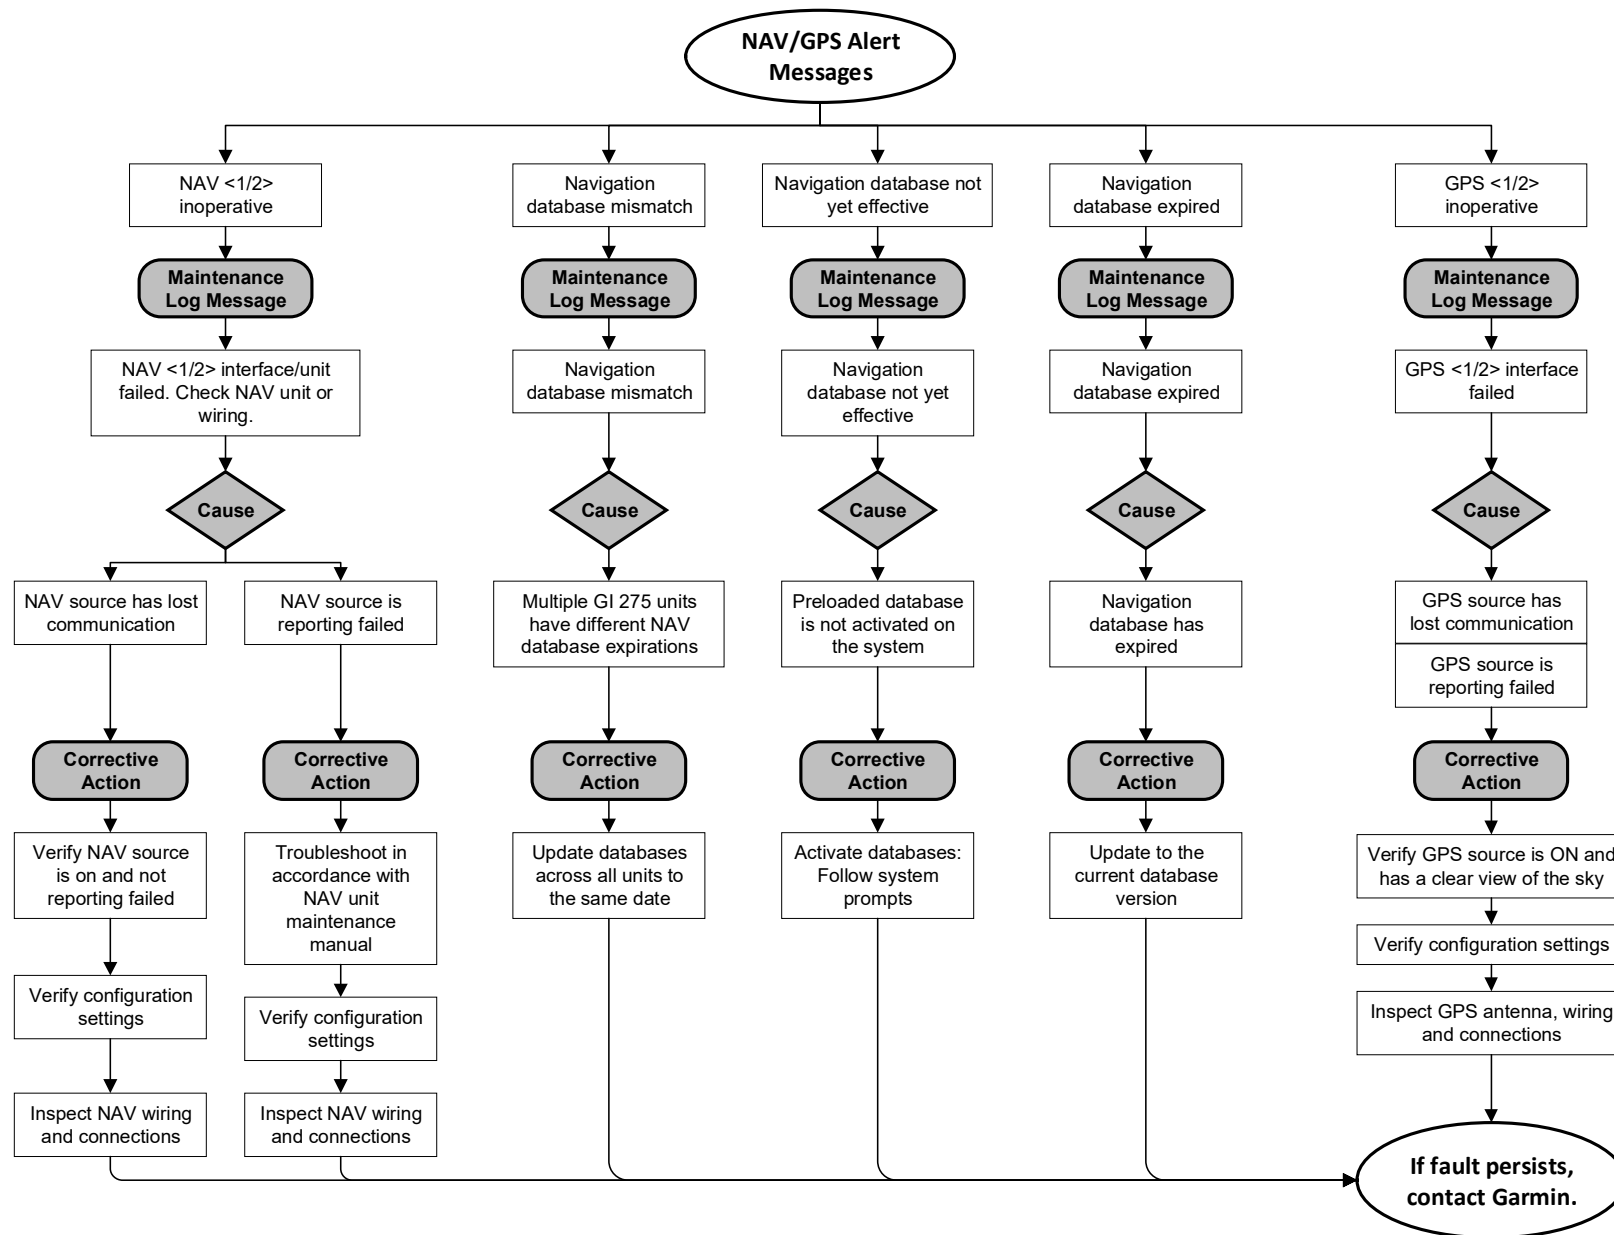 NAV/GPS Alert
Messages
NAV <1/2>
inoperative
Navigation
database mismatch
Navigation database not
yet effective
Navigation
database expired
GPS <1/2>
inoperative
Maintenance
Log Message
Maintenance
Log Message
Maintenance
Log Message
Maintenance
Log Message
Maintenance
Log Message
NAV <1/2> interface/unit
failed. Check NAV unit or
wiring.
Navigation
database mismatch
Navigation
database not yet
effective
Navigation
database expired
GPS <1/2> interface
failed
Cause
Cause
Cause
Cause
Cause
NAV source has lost
communication
NAV source is
reporting failed
Multiple GI 275 units
have different NAV
database expirations
Preloaded database
is not activated on
the system
Navigation
database has
expired
GPS source has
lost communication
GPS source is
reporting failed
Corrective
Action
Corrective
Action
Corrective
Action
Corrective
Action
Corrective
Action
Corrective
Action
Verify NAV source
is on and not
reporting failed
Troubleshoot in
accordance with
NAV unit
maintenance
manual
Update databases
across all units to
the same date
Activate databases:
Follow system
prompts
Update to the
current database
version
Verify GPS source is ON and
has a clear view of the sky
Verify configuration
settings
Verify configuration
settings
Verify configuration settings
Inspect GPS antenna, wiring
and connections
Inspect NAV wiring
and connections
Inspect NAV wiring
and connections
If fault persists,
contact Garmin.